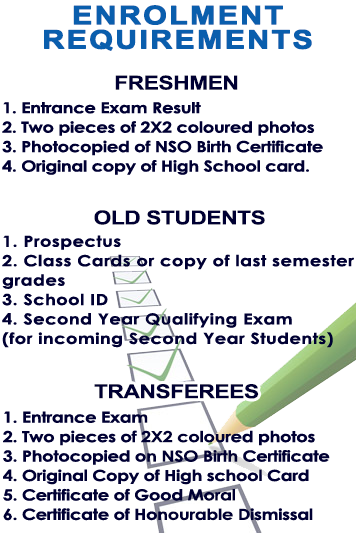 ENROLMENT
REQUIREMENTS
FRESHMEN
1. Entrance Exam Result
2. Two pieces of 2X2 coloured photos
3. Photocopied of NSO Birth Certificate
4. Original copy of High School card.
OLD STUDENTS
1. Prospectus
2. Class Cards or copy of last semester
grades
3. School ID
4. Second Year Qualifying Exam
(for incoming Second Year Students)
TRANSFEREES
1. Entrance Exam
2. Two pieces of 2X2 coloured photos
3. Photocopied on NSO Birth Certificate
4. Original Copy of High school Card
5. Certificate of Good Moral
6. Certificate of Honourable Dismissal